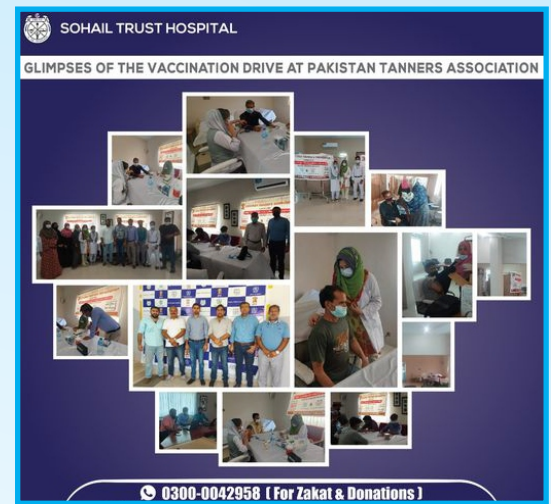 SOHAIL TRUST HOSPITAL
GLIMPSES OF THE VACCINATION DRIVE AT PAKISTAN TANNERS ASSOCIATION
0300-0042958 ( For Zakat & Donations )